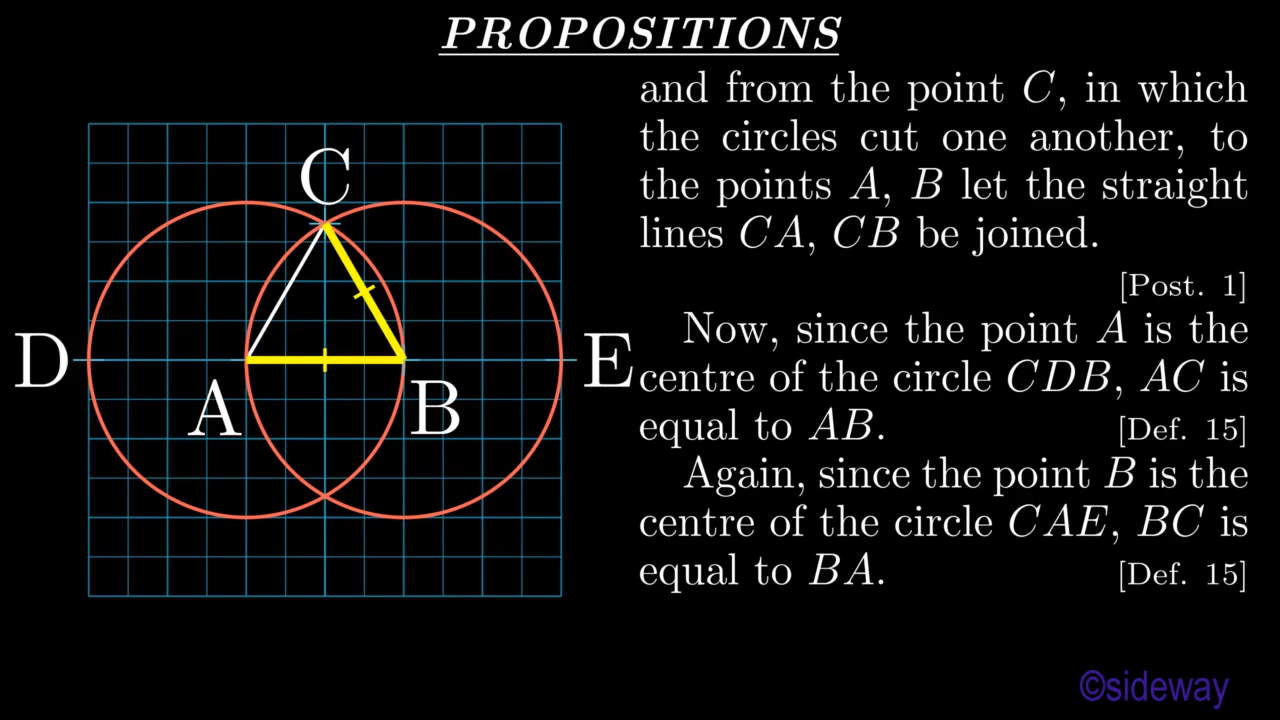 PROPOSITIONS
and from the point C, in which
the circles cut one another, to
the points A, B let the straight
lines CA, CB be joined.
[Post. 1]
Now, since the point A is the
centre of the circle CDB, AC is
equal to AB. [Def. 15]
Again, since the point B is the
centre of the circle CAE, BC is
equal to BA. [Def. 15]
C
D
E
A
B
©sideway